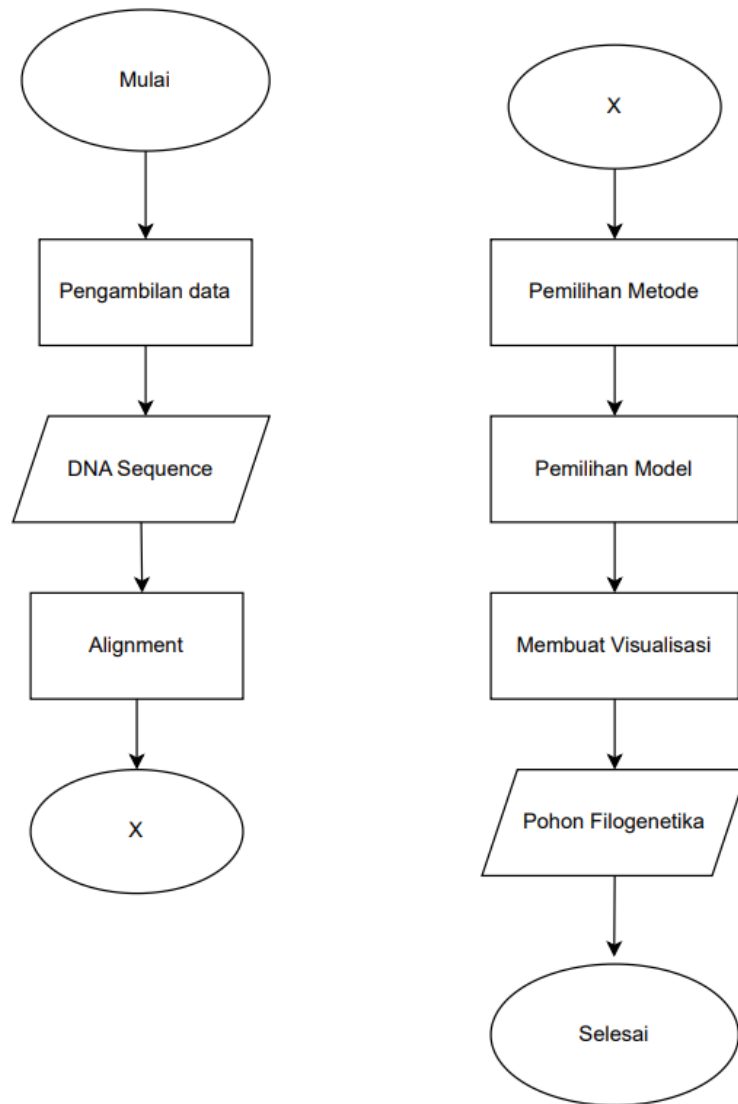 Mulai
Pengambilan data
DNA Sequence
Alignment
X
X
Pemilihan Metode
Pemilihan Model
Membuat Visualisasi
Pohon Filogenetika
Selesai